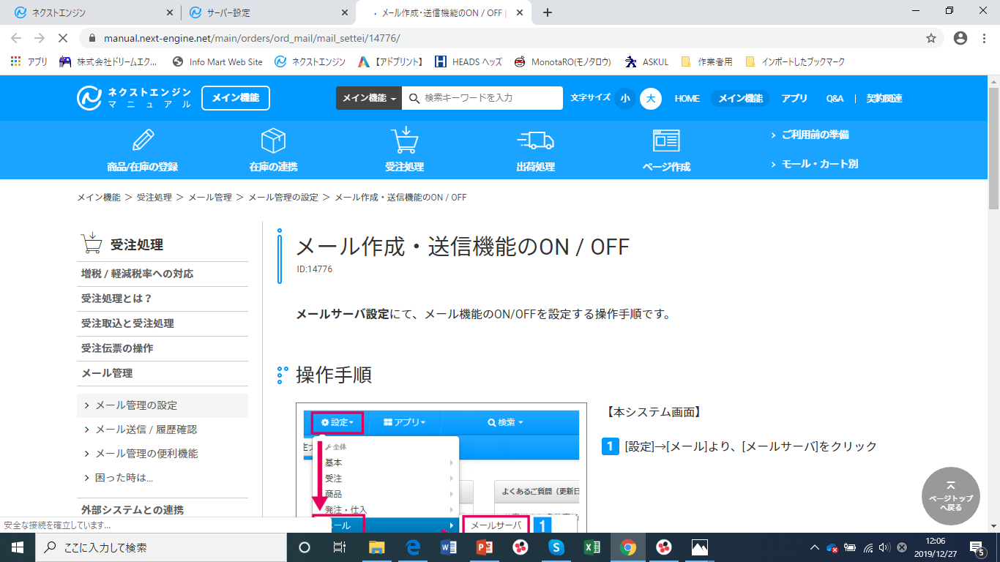 ネクストエンジン
サーバー設定
メール作成・送信機能のON / OFF |
manual.next-engine.net/main/orders/ord_mail/mail_settei/14776/
アプリ
株式会社ドリームエク...
Info Mart Web Site
ネクストエンジン
【アドプリント】
HEADS ヘッズ
MonotaRO(モノタロウ)
ASKUL
作業者用
インポートしたブックマーク
ネクストエンジン
マニュアル
メイン機能
メイン機能
検索キーワードを入力
文字サイズ
小
大
HOME
メイン機能
アプリ
Q&A
|
契約関連
商品/在庫の登録
在庫の連携
受注処理
出荷処理
ページ作成
ご利用前の準備
モール・カート別
メイン機能 > 受注処理 > メール管理 > メール管理の設定 > メール作成・送信機能のON / OFF
受注処理
増税 / 軽減税率への対応
受注処理とは？
受注取込と受注処理
受注伝票の操作
メール管理
メール管理の設定
メール送信 / 履歴確認
メール管理の便利機能
困った時は...
外部システムとの連携
メール作成・送信機能のON / OFF
ID:14776
メールサーバ設定にて、メール機能のON/OFFを設定する操作手順です。
操作手順
設定
アプリ
検索
全体
基本
受注
商品
発注・仕入
ール
メールサーバ
1
よくあるご質問（更新日
【本システム画面】
1 [設定]→[メール]より、[メールサーバ]をクリック
ページトップ
へ戻る
安全な接続を確立しています...
ここに入力して検索
12:06
2019/12/27
5